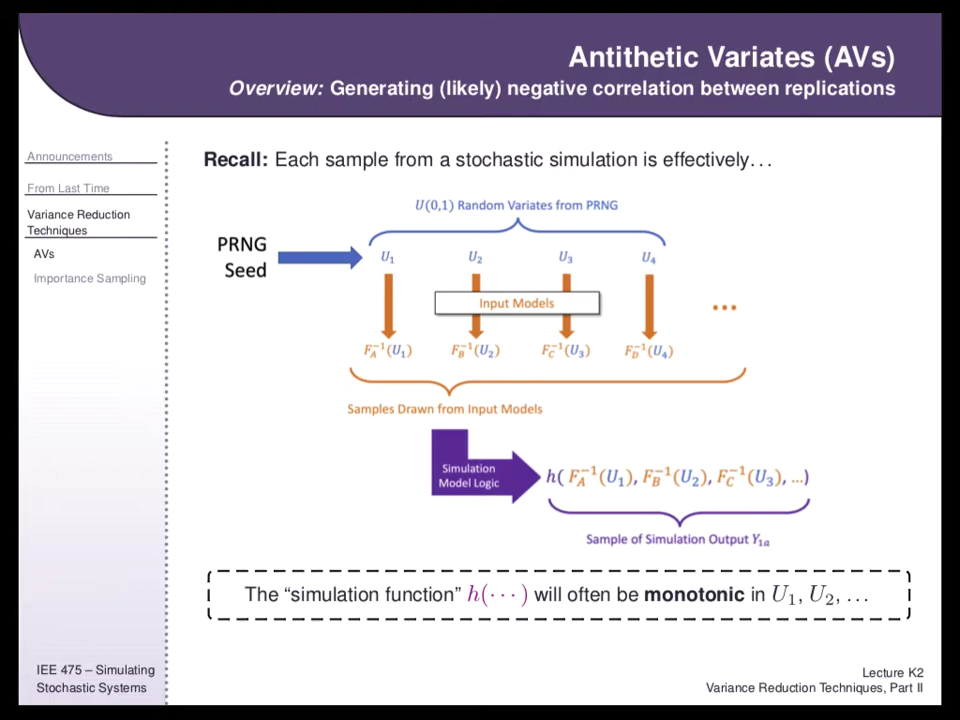 Antithetic Variates (AVs)
Overview: Generating (likely) negative correlation between replications
Announcements
From Last Time
Variance Reduction
Techniques
AVs
Importance Sampling
Recall: Each sample from a stochastic simulation is effectively…
U(0,1) Random Variates from PRNG
PRNG
Seed
U₁ U₂ U₃ U₄
Input Models
…
F_A⁻¹(U₁) F_B⁻¹(U₂) F_C⁻¹(U₃) F_D⁻¹(U₄)
Samples Drawn from Input Models
Simulation
Model Logic
h( F_A⁻¹(U₁), F_B⁻¹(U₂), F_C⁻¹(U₃), …)
Sample of Simulation Output Y₁ₐ
The “simulation function” h(···) will often be monotonic in U₁, U₂, …
IEE 475 – Simulating
Stochastic Systems
Lecture K2
Variance Reduction Techniques, Part II